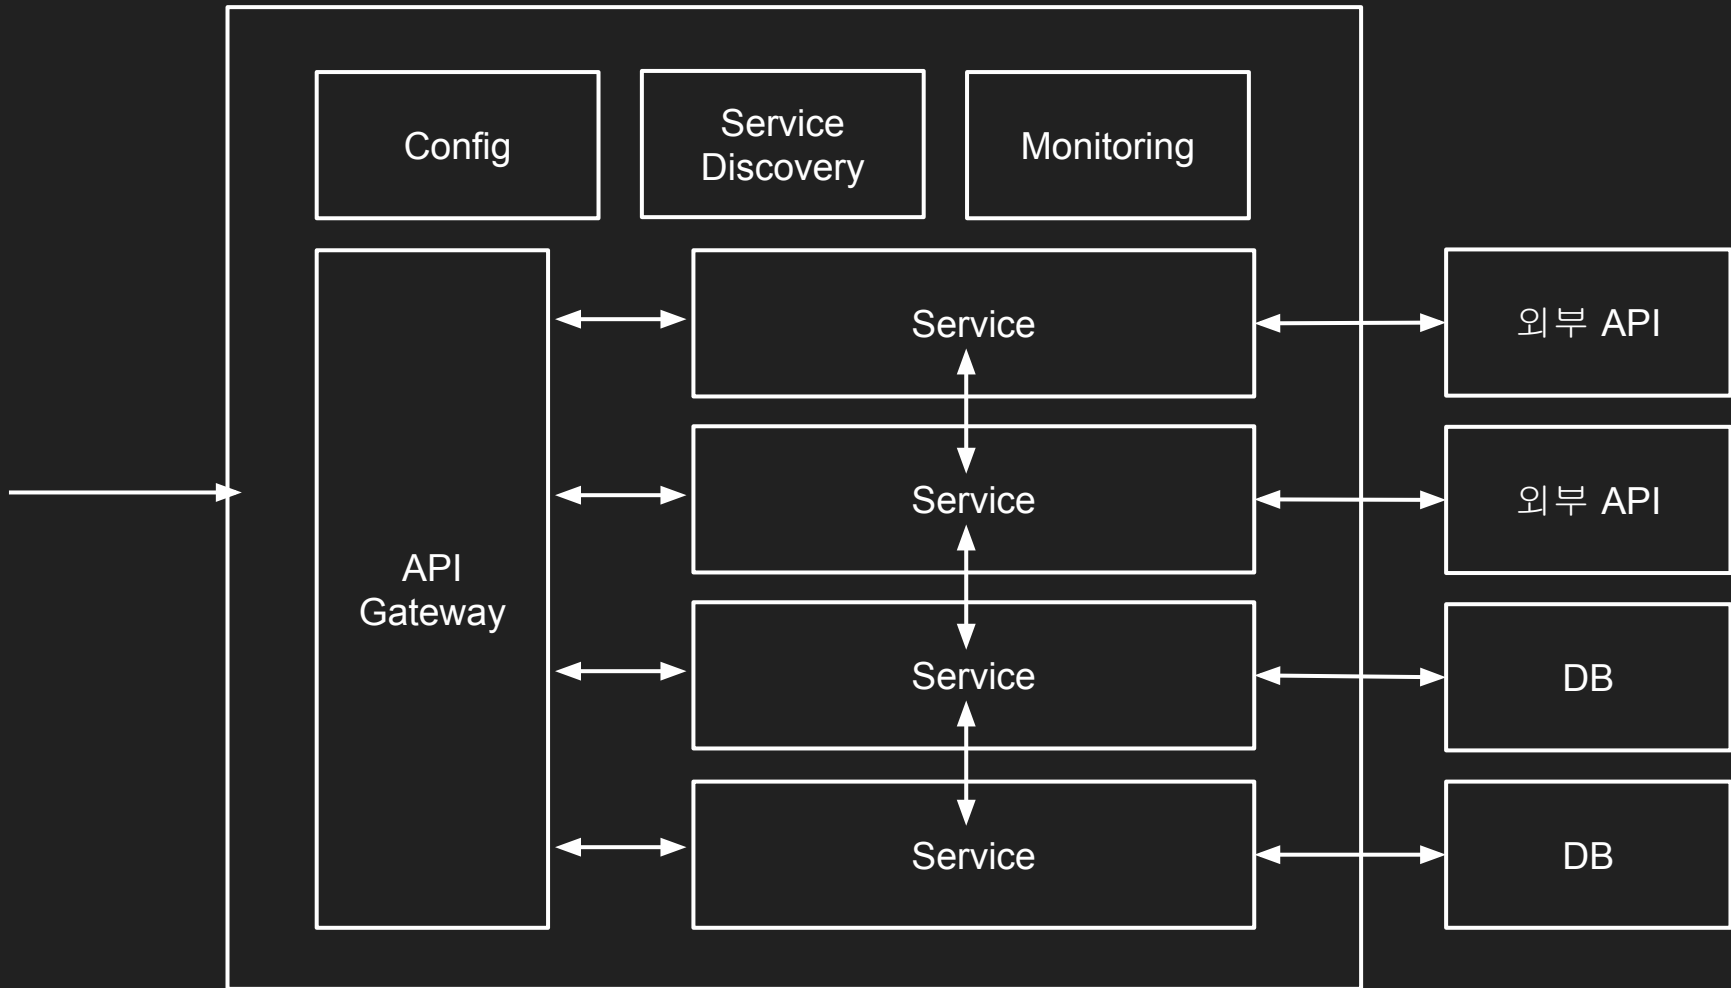 Config
Service
Discovery
Monitoring
API
Gateway
Service
외부 API
Service
외부 API
Service
DB
Service
DB